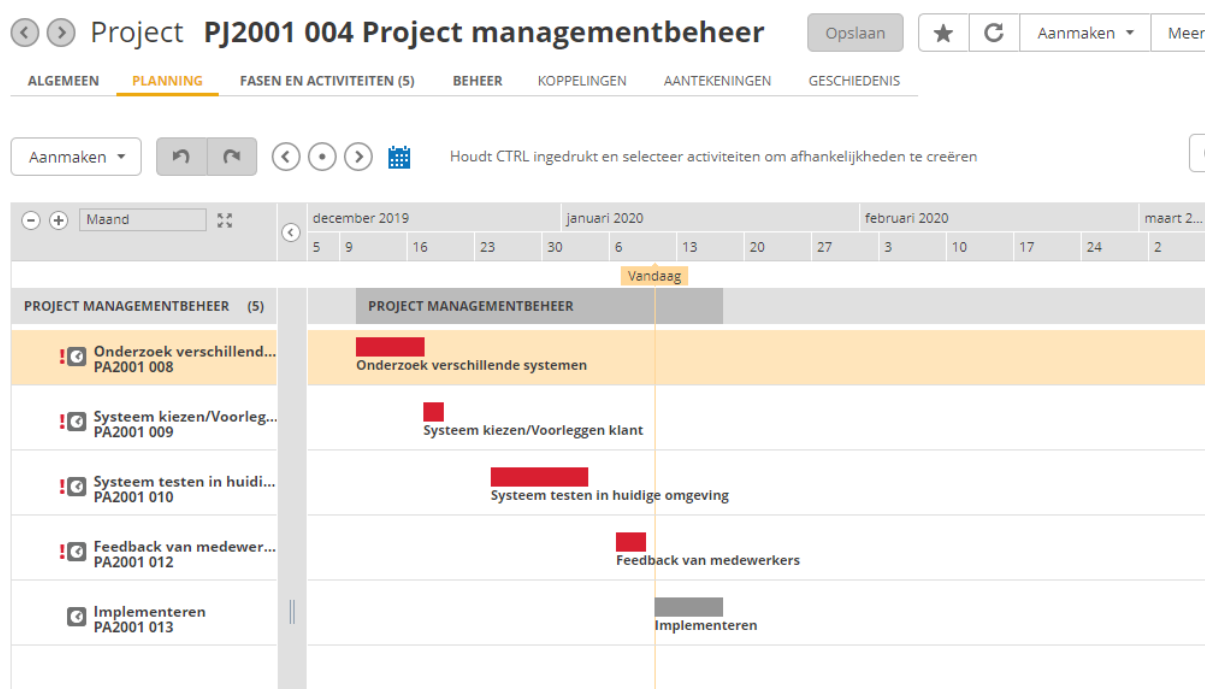 Project PJ2001 004 Project managementbeheer
Opslaan
Aanmaken
Meer
ALGEMEEN PLANNING FASEN EN ACTIVITEITEN (5) BEHEER KOPPELINGEN AANTEKENINGEN GESCHIEDENIS
Aanmaken
Houdt CTRL ingedrukt en selecteer activiteiten om afhankelijkheden te creëren
Maand
december 2019 januari 2020 februari 2020 maart 2...
5 9 16 23 30 6 13 20 27 3 10 17 24 2
Vandaag
PROJECT MANAGEMENTBEHEER (5)
PROJECT MANAGEMENTBEHEER
! Onderzoek verschillend...
PA2001 008
Onderzoek verschillende systemen
! Systeem kiezen/Voorleg...
PA2001 009
Systeem kiezen/Voorleggen klant
! Systeem testen in huidi...
PA2001 010
Systeem testen in huidige omgeving
! Feedback van medewer...
PA2001 012
Feedback van medewerkers
Implementeren
PA2001 013
Implementeren